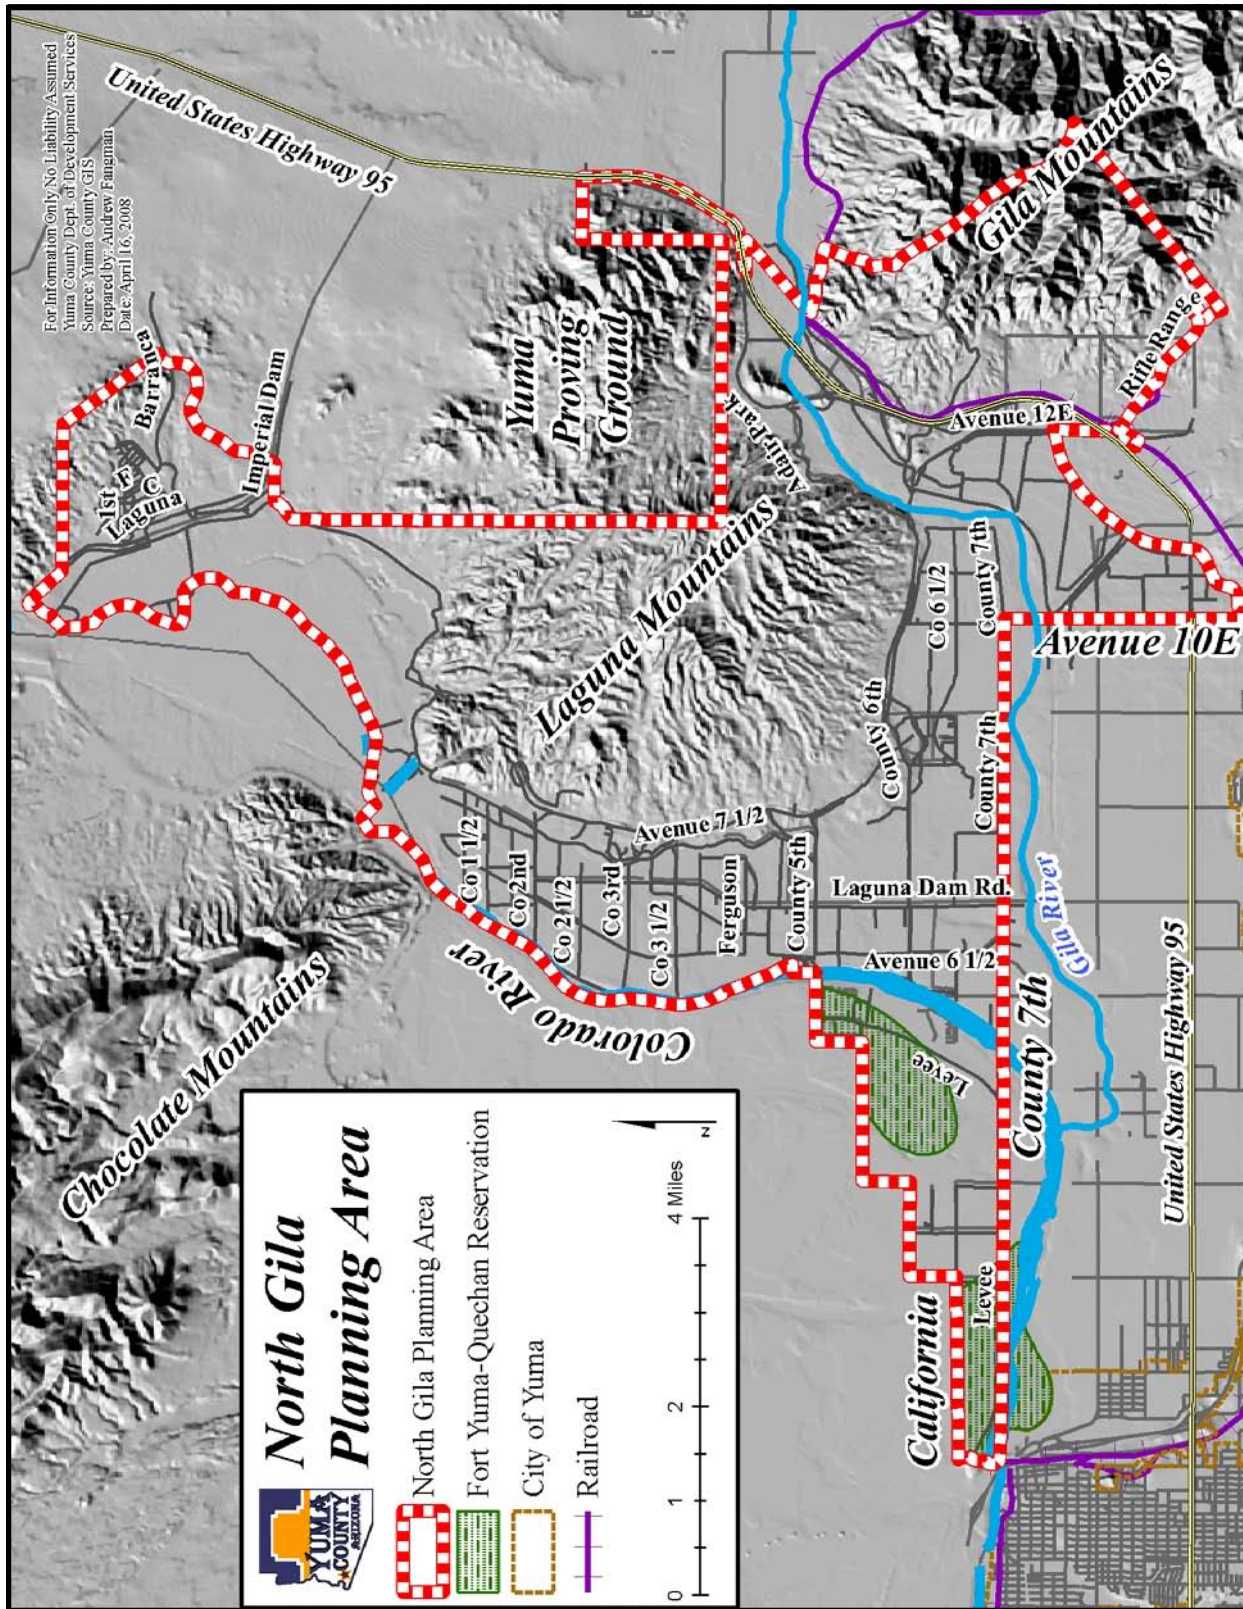 For Information Only No Liability Assumed
Yuma County Dept. of Development Services
Source: Yuma County GIS
Prepared by: Andrew Fangman
Date: April 16, 2008
United States Highway 95
Barranca
1st
F
C
Laguna
Imperial Dam
Yuma
Proving
Ground
Gila Mountains
Rifle Range
Avenue 12E
Adair Park
Laguna Mountains
Co 6 1/2
County 7th
Avenue 10E
County 6th
County 7th
Avenue 7 1/2
Co 1 1/2
Co 2nd
Co 2 1/2
Co 3rd
Co 3 1/2
Ferguson
County 5th
Laguna Dam Rd.
Avenue 6 1/2
Gila River
Colorado River
Chocolate Mountains
Levee
County 7th
United States Highway 95
California
Levee
YUMA
COUNTY
ARIZONA
North Gila
Planning Area
North Gila Planning Area
Fort Yuma-Quechan Reservation
City of Yuma
Railroad
0 1 2 4 Miles
N